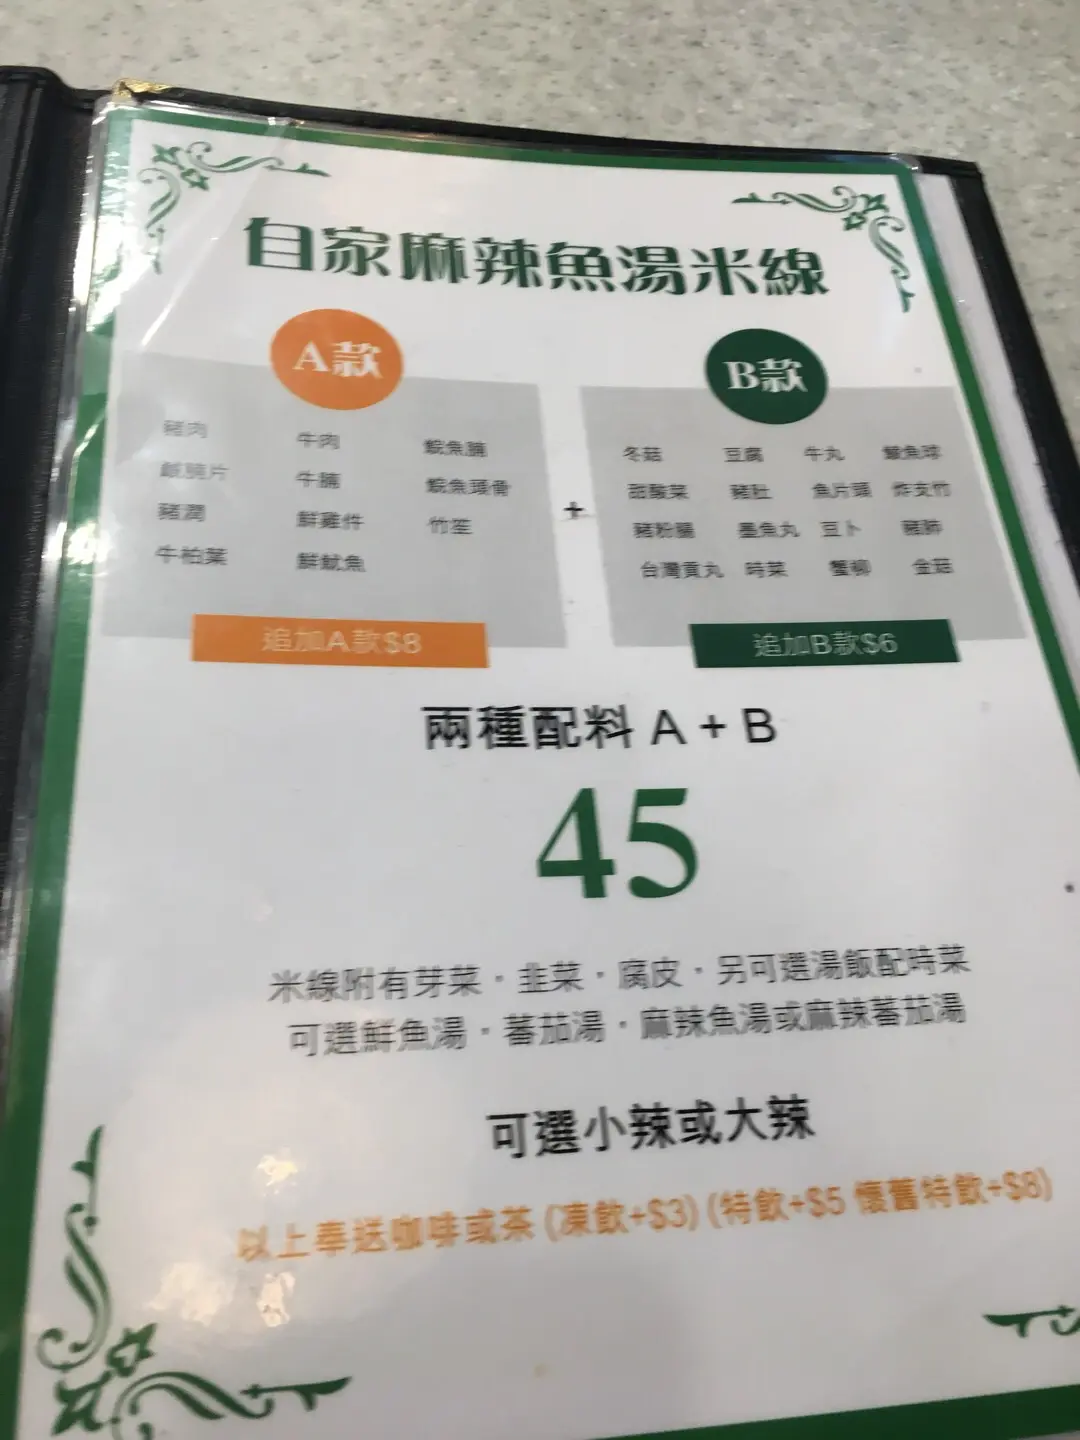 自家麻辣魚湯米線
A款
豬肉 牛肉 鯇魚腩
鹹腩片 牛腩 鯇魚頭骨
豬潤 鮮雞件 竹笙
牛柏葉 鮮魷魚
追加A款$8
+
B款
冬菇 豆腐 牛丸 鯪魚球
甜酸菜 豬肚 魚片頭 炸支竹
豬粉腸 墨魚丸 豆卜 豬肺
台灣貢丸 時菜 蟹柳 金菇
追加B款$6
兩種配料 A + B
45
米線附有芽菜・韭菜・腐皮・另可選湯飯配時菜
可選鮮魚湯・蕃茄湯・麻辣魚湯或麻辣蕃茄湯
可選小辣或大辣
以上奉送咖啡或茶 (凍飲+$3) (特飲+$5 懷舊特飲+$8)